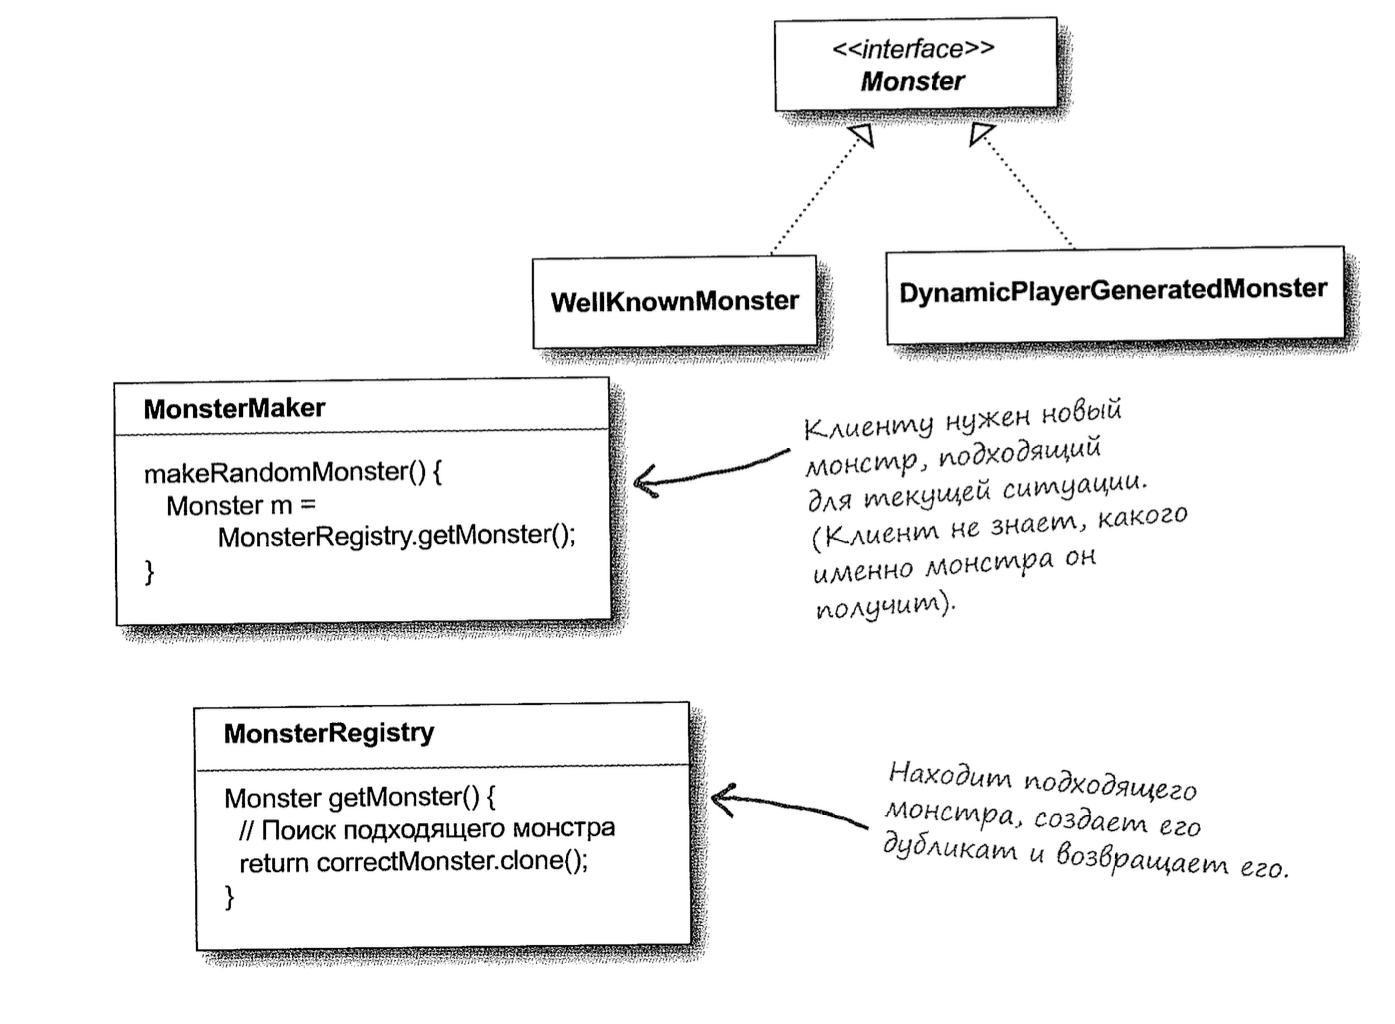 <<interface>>
Monster
WellKnownMonster
DynamicPlayerGeneratedMonster
MonsterMaker
makeRandomMonster() {
Monster m =
MonsterRegistry.getMonster();
}
Клиенту нужен новый
монстр, подходящий
для текущей ситуации.
(Клиент не знает, какого
именно монстра он
получит).
MonsterRegistry
Monster getMonster() {
// Поиск подходящего монстра
return correctMonster.clone();
}
Находит подходящего
монстра, создает его
дубликат и возвращает его.